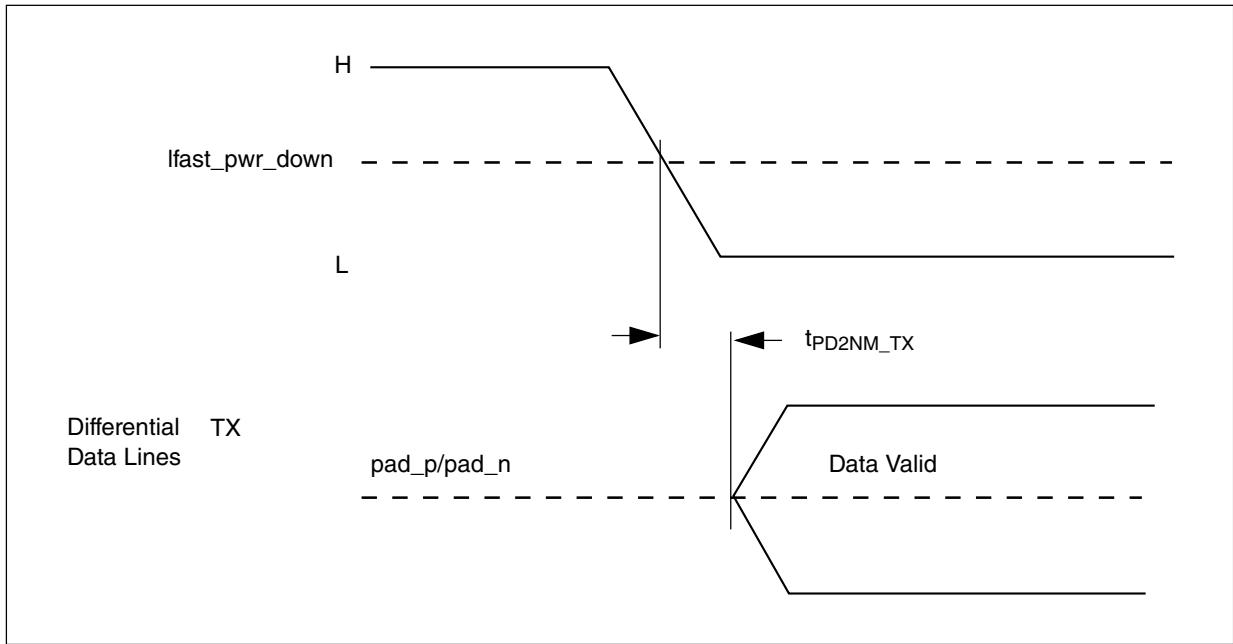 H
lfast_pwr_down
L
tPD2NM_TX
Differential TX
Data Lines
pad_p/pad_n
Data Valid